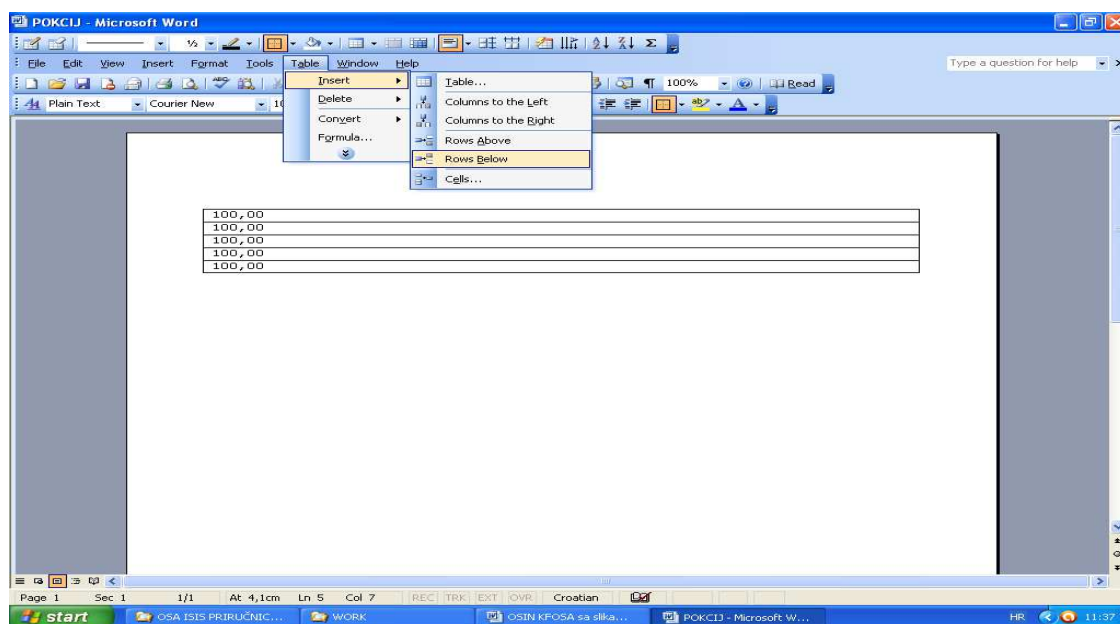 POKCIJ - Microsoft Word
½
File Edit View Insert Format Tools Table Window Help Type a question for help
100% Read
Plain Text Courier New 10
Insert
Delete
Convert
Formula...
Table...
Columns to the Left
Columns to the Right
Rows Above
Rows Below
Cells...
100,00
100,00
100,00
100,00
100,00
Page 1 Sec 1 1/1 At 4,1cm Ln 5 Col 7 REC TRK EXT OVR Croatian
start OSA ISIS PRIRUČNIC... WORK OSIN KFOSA sa slika... POKCIJ - Microsoft W... HR 11:37